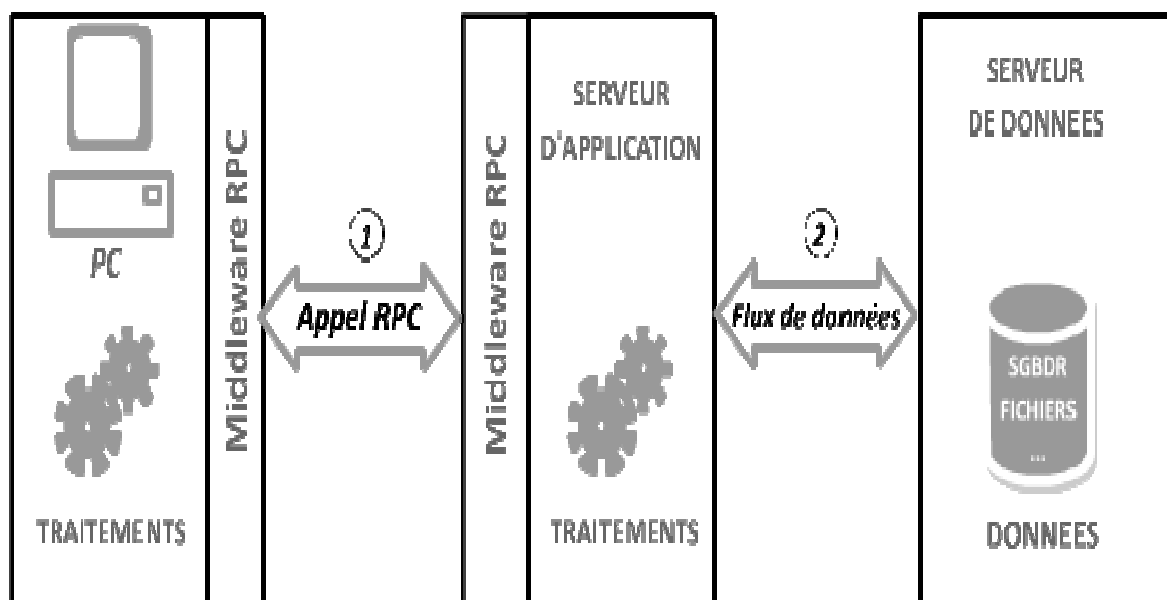 PC
TRAITEMENTS
Middleware RPC
1
Appel RPC
Middleware RPC
SERVEUR
D'APPLICATION
TRAITEMENTS
2
Flux de données
SERVEUR
DE DONNEES
SGBDR
FICHIERS
...
DONNEES